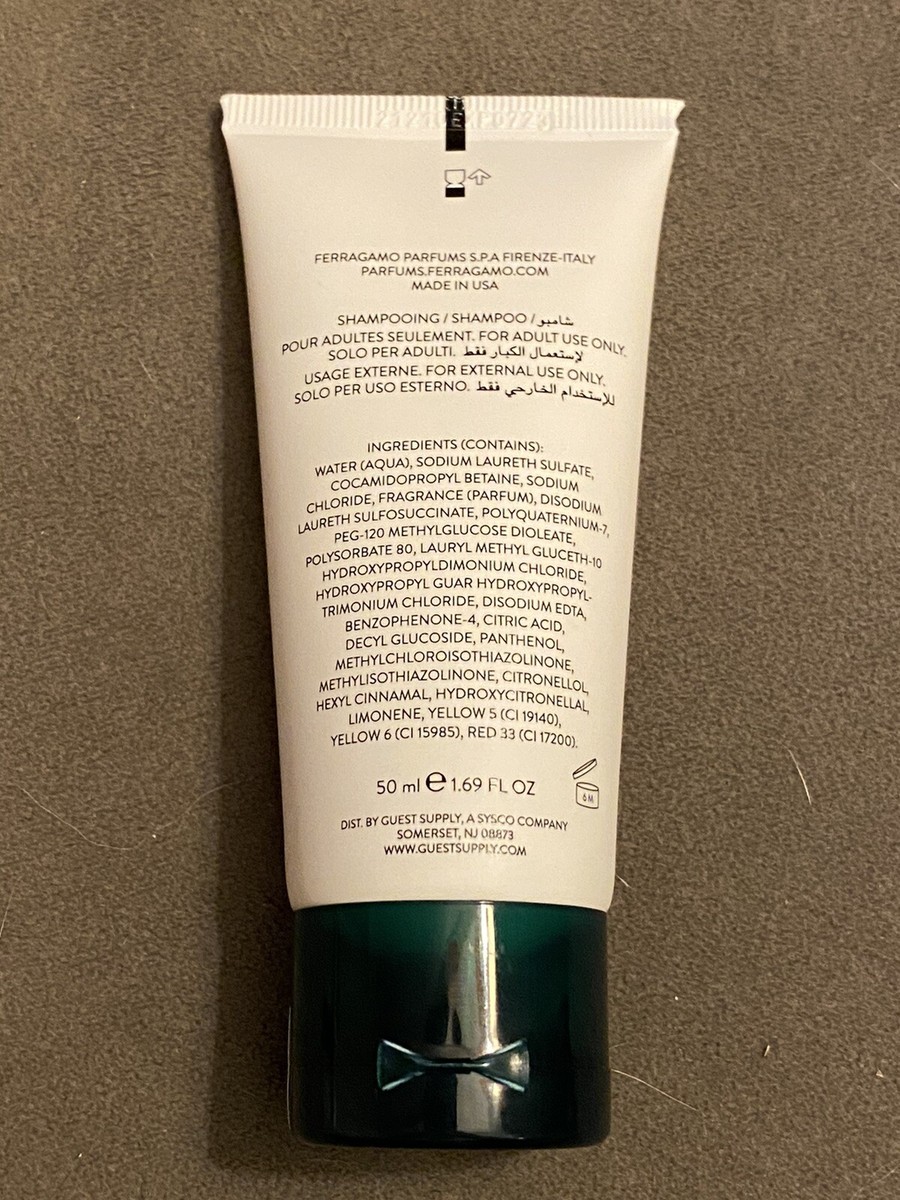 FERRAGAMO PARFUMS S.P.A FIRENZE-ITALY
PARFUMS.FERRAGAMO.COM
MADE IN USA
SHAMPOOING / SHAMPOO / شامبو
POUR ADULTES SEULEMENT. FOR ADULT USE ONLY.
SOLO PER ADULTI. لإستعمال الكبار فقط
USAGE EXTERNE. FOR EXTERNAL USE ONLY.
SOLO PER USO ESTERNO. للإستخدام الخارجي فقط
INGREDIENTS (CONTAINS):
WATER (AQUA), SODIUM LAURETH SULFATE,
COCAMIDOPROPYL BETAINE, SODIUM
CHLORIDE, FRAGRANCE (PARFUM), DISODIUM
LAURETH SULFOSUCCINATE, POLYQUATERNIUM-7,
PEG-120 METHYLGLUCOSE DIOLEATE,
POLYSORBATE 80, LAURYL METHYL GLUCETH-10
HYDROXYPROPYLDIMONIUM CHLORIDE,
HYDROXYPROPYL GUAR HYDROXYPROPYL-
TRIMONIUM CHLORIDE, DISODIUM EDTA,
BENZOPHENONE-4, CITRIC ACID,
DECYL GLUCOSIDE, PANTHENOL,
METHYLCHLOROISOTHIAZOLINONE,
METHYLISOTHIAZOLINONE, CITRONELLOL,
HEXYL CINNAMAL, HYDROXYCITRONELLAL,
LIMONENE, YELLOW 5 (CI 19140),
YELLOW 6 (CI 15985), RED 33 (CI 17200).
50 ml e 1.69 FL OZ
6M
DIST. BY GUEST SUPPLY, A SYSCO COMPANY
SOMERSET, NJ 08873
WWW.GUESTSUPPLY.COM